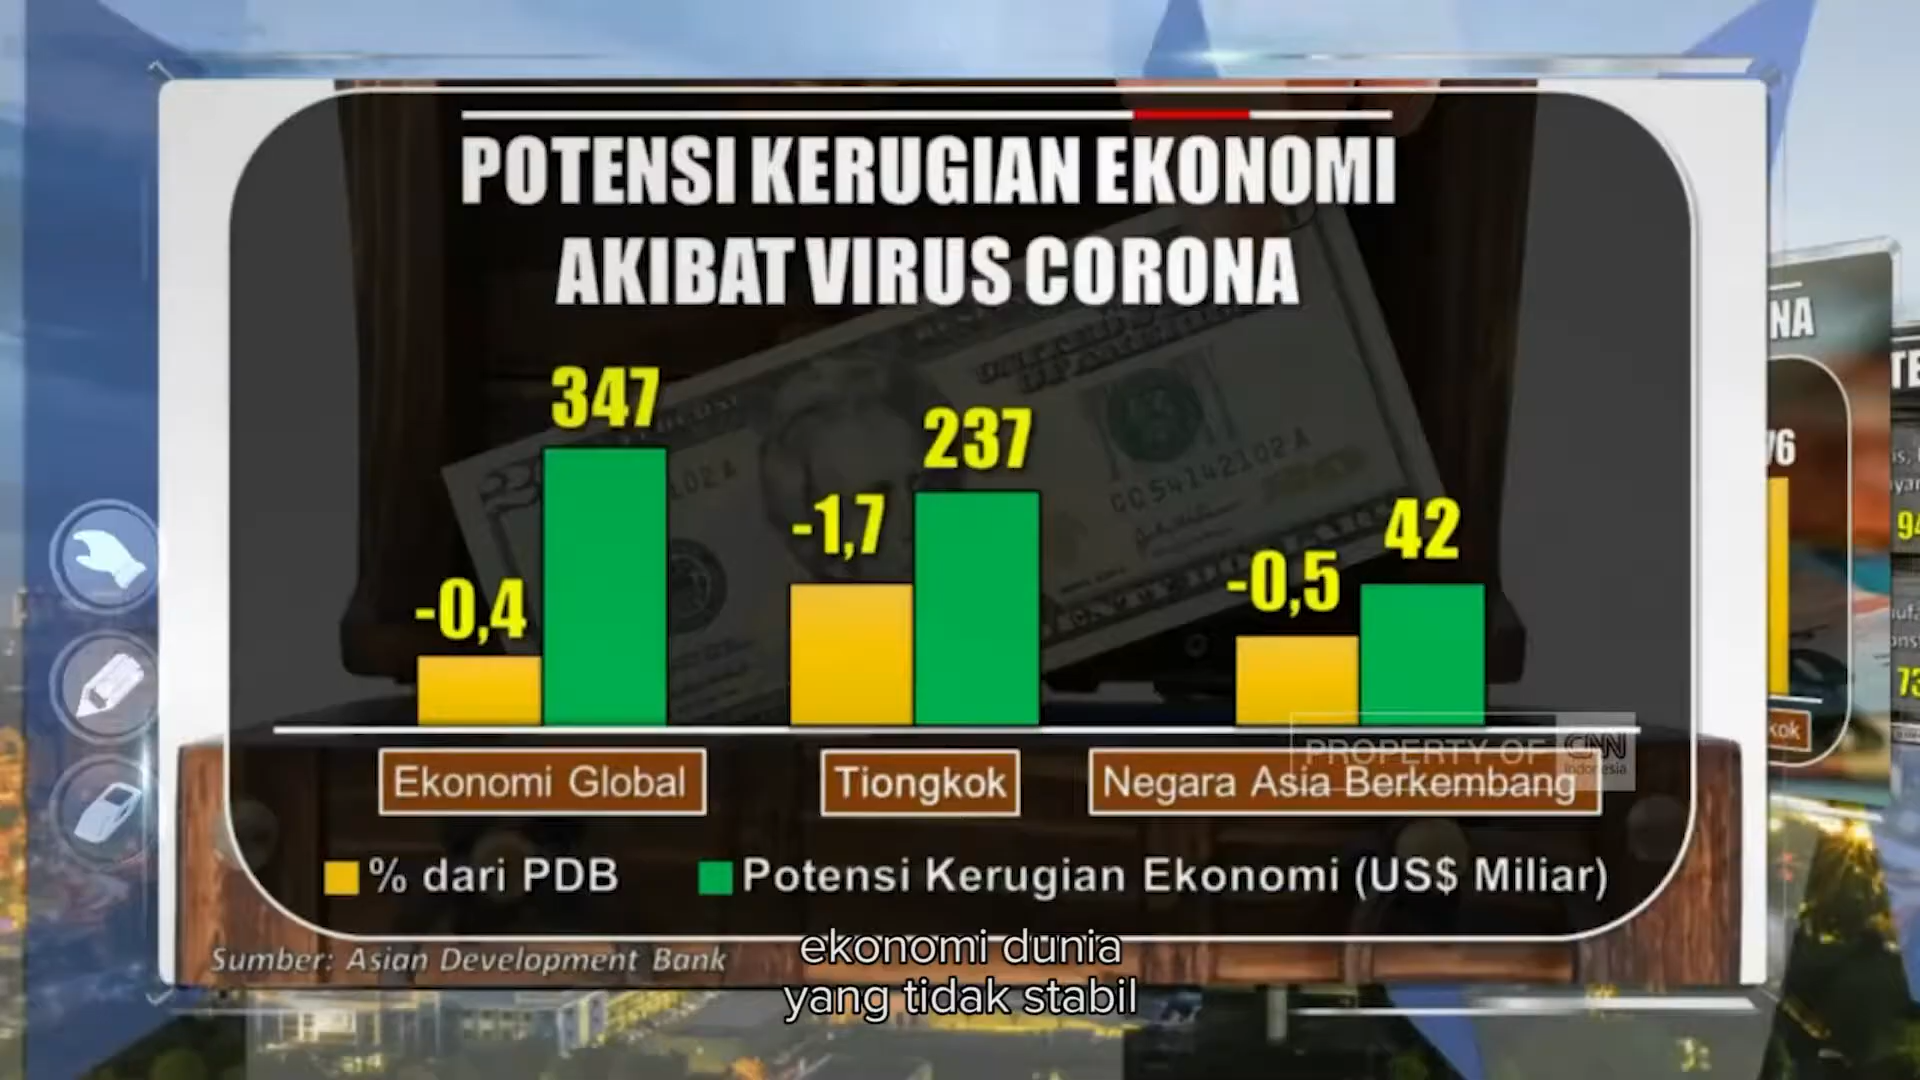 POTENSI KERUGIAN EKONOMI
AKIBAT VIRUS CORONA
347
237
-1,7
42
-0,4
-0,5
Ekonomi Global
Tiongkok
Negara Asia Berkembang
PROPERTY OF CNN Indonesia
% dari PDB
Potensi Kerugian Ekonomi (US$ Miliar)
Sumber: Asian Development Bank
ekonomi dunia
yang tidak stabil